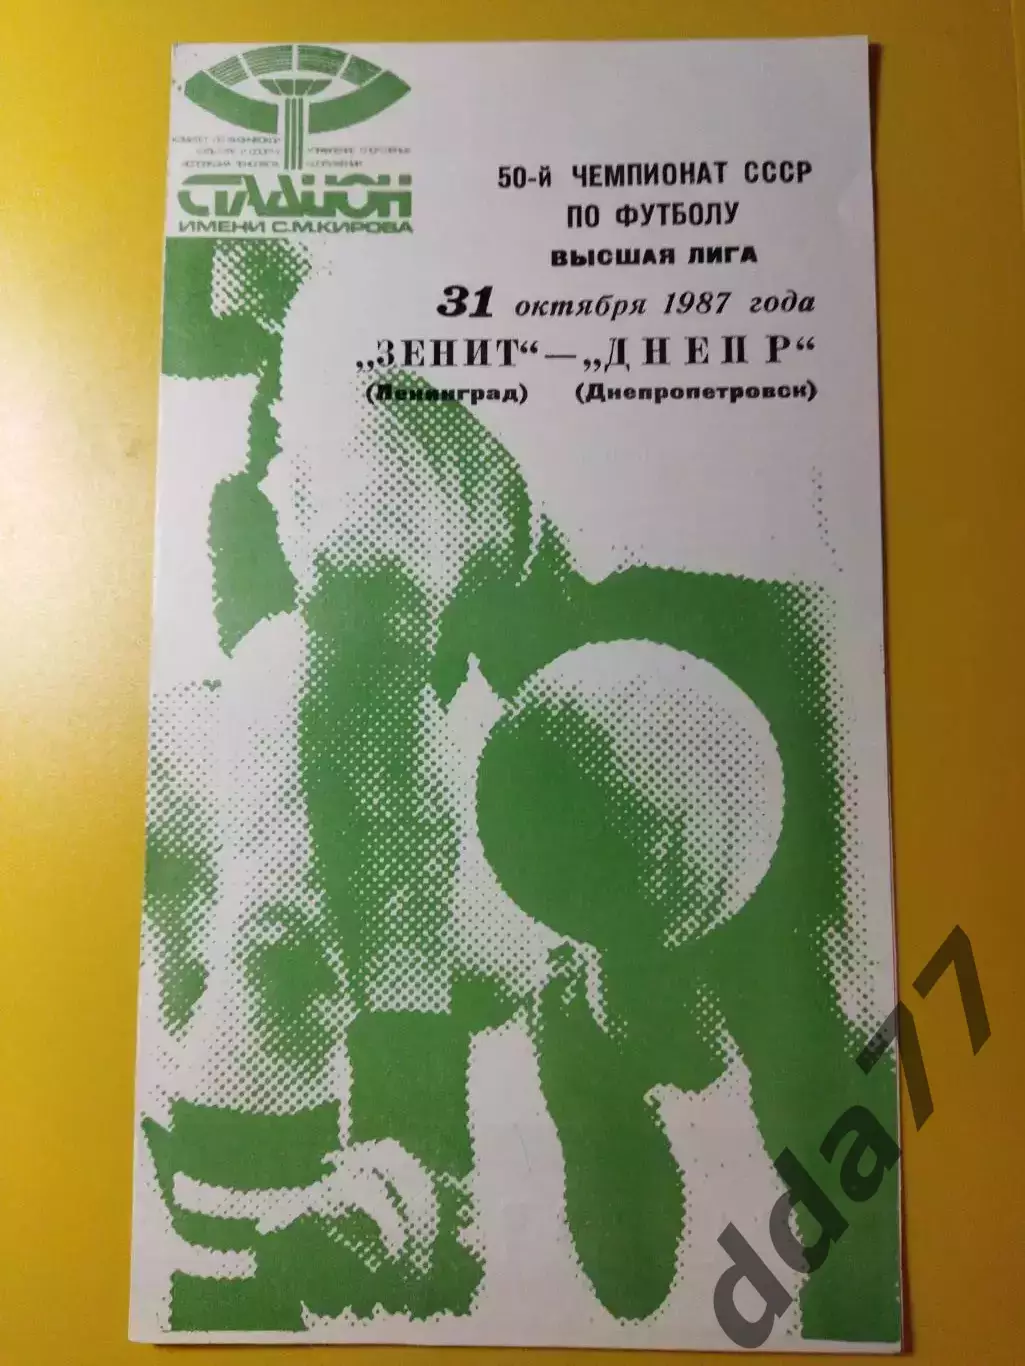 СТАДИОН
ИМЕНИ С.М.КИРОВА
50-й ЧЕМПИОНАТ СССР
ПО ФУТБОЛУ
ВЫСШАЯ ЛИГА
31 октября 1987 года
„ЗЕНИТ“ — „ДНЕПР“
(Ленинград) (Днепропетровск)
dda77